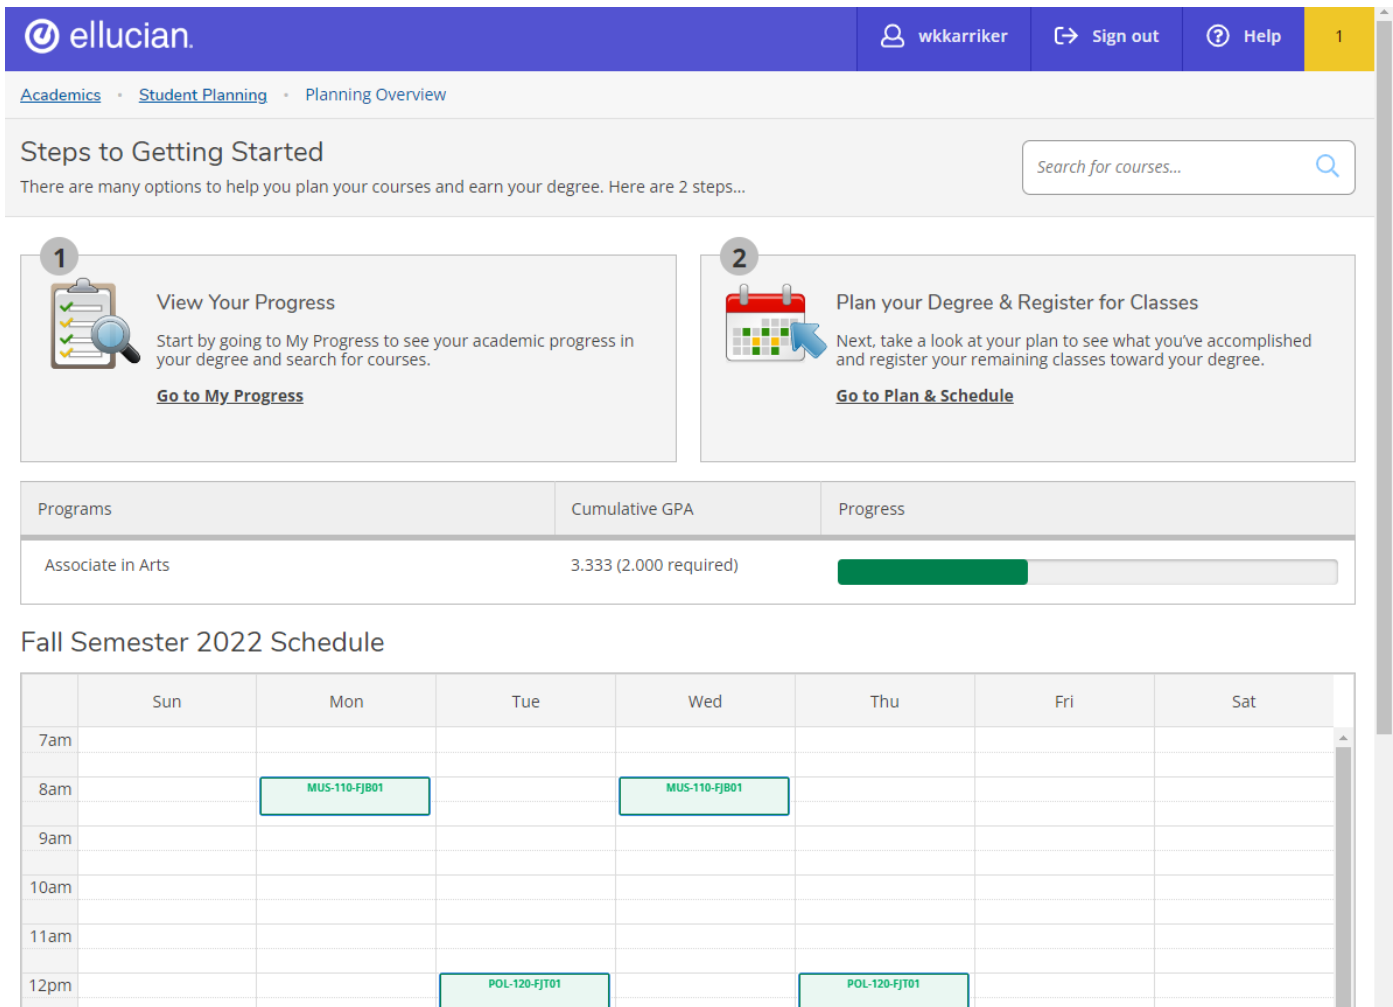 ellucian.
wkkarriker
Sign out
Help
1
Academics • Student Planning • Planning Overview
Steps to Getting Started
There are many options to help you plan your courses and earn your degree. Here are 2 steps...
Search for courses...
1
View Your Progress
Start by going to My Progress to see your academic progress in
your degree and search for courses.
Go to My Progress
2
Plan your Degree & Register for Classes
Next, take a look at your plan to see what you've accomplished
and register your remaining classes toward your degree.
Go to Plan & Schedule
Programs Cumulative GPA Progress
Associate in Arts 3.333 (2.000 required)
Fall Semester 2022 Schedule
Sun Mon Tue Wed Thu Fri Sat
7am
8am MUS-110-FJB01 MUS-110-FJB01
9am
10am
11am
12pm POL-120-FJT01 POL-120-FJT01